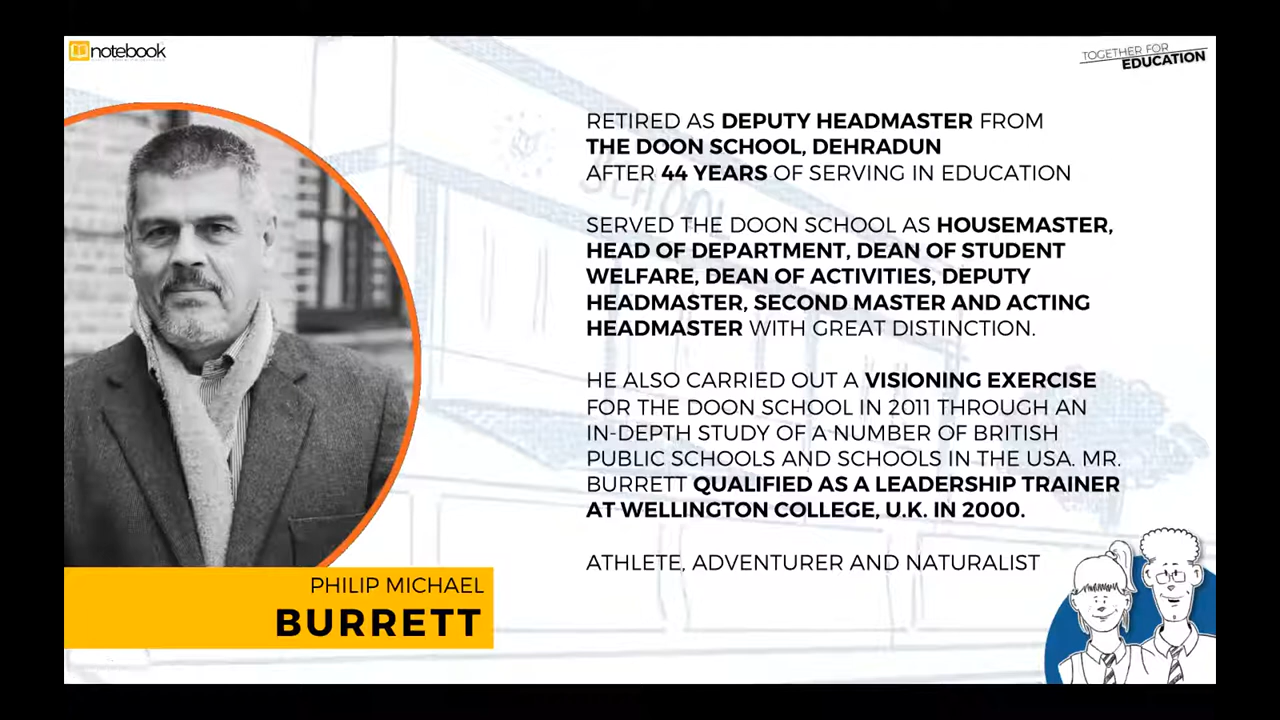 notebook
TOGETHER FOR
EDUCATION
SCHOOL
RETIRED AS DEPUTY HEADMASTER FROM
THE DOON SCHOOL, DEHRADUN
AFTER 44 YEARS OF SERVING IN EDUCATION
SERVED THE DOON SCHOOL AS HOUSEMASTER,
HEAD OF DEPARTMENT, DEAN OF STUDENT
WELFARE, DEAN OF ACTIVITIES, DEPUTY
HEADMASTER, SECOND MASTER AND ACTING
HEADMASTER WITH GREAT DISTINCTION.
HE ALSO CARRIED OUT A VISIONING EXERCISE
FOR THE DOON SCHOOL IN 2011 THROUGH AN
IN-DEPTH STUDY OF A NUMBER OF BRITISH
PUBLIC SCHOOLS AND SCHOOLS IN THE USA. MR.
BURRETT QUALIFIED AS A LEADERSHIP TRAINER
AT WELLINGTON COLLEGE, U.K. IN 2000.
ATHLETE, ADVENTURER AND NATURALIST
PHILIP MICHAEL
BURRETT